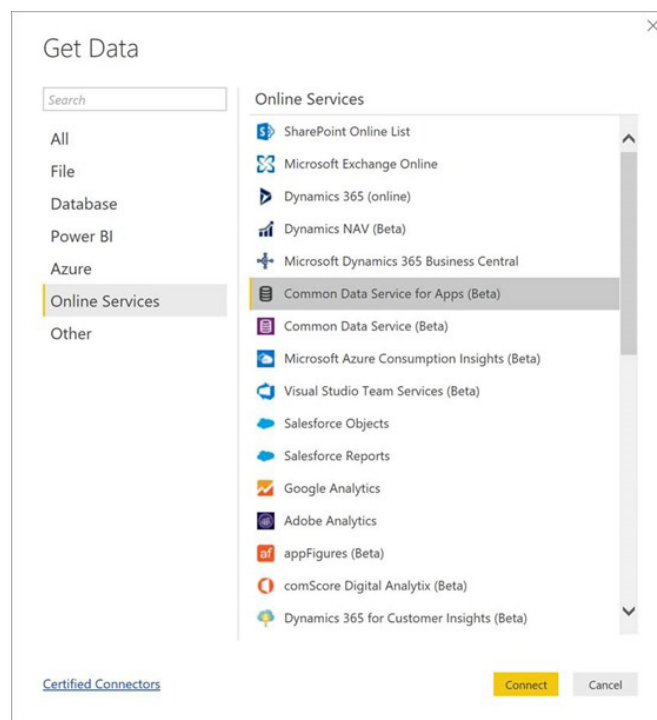 Get Data
Search
All
File
Database
Power BI
Azure
Online Services
Other
Online Services
SharePoint Online List
Microsoft Exchange Online
Dynamics 365 (online)
Dynamics NAV (Beta)
Microsoft Dynamics 365 Business Central
Common Data Service for Apps (Beta)
Common Data Service (Beta)
Microsoft Azure Consumption Insights (Beta)
Visual Studio Team Services (Beta)
Salesforce Objects
Salesforce Reports
Google Analytics
Adobe Analytics
af appFigures (Beta)
comScore Digital Analytix (Beta)
Dynamics 365 for Customer Insights (Beta)
Certified Connectors
Connect Cancel